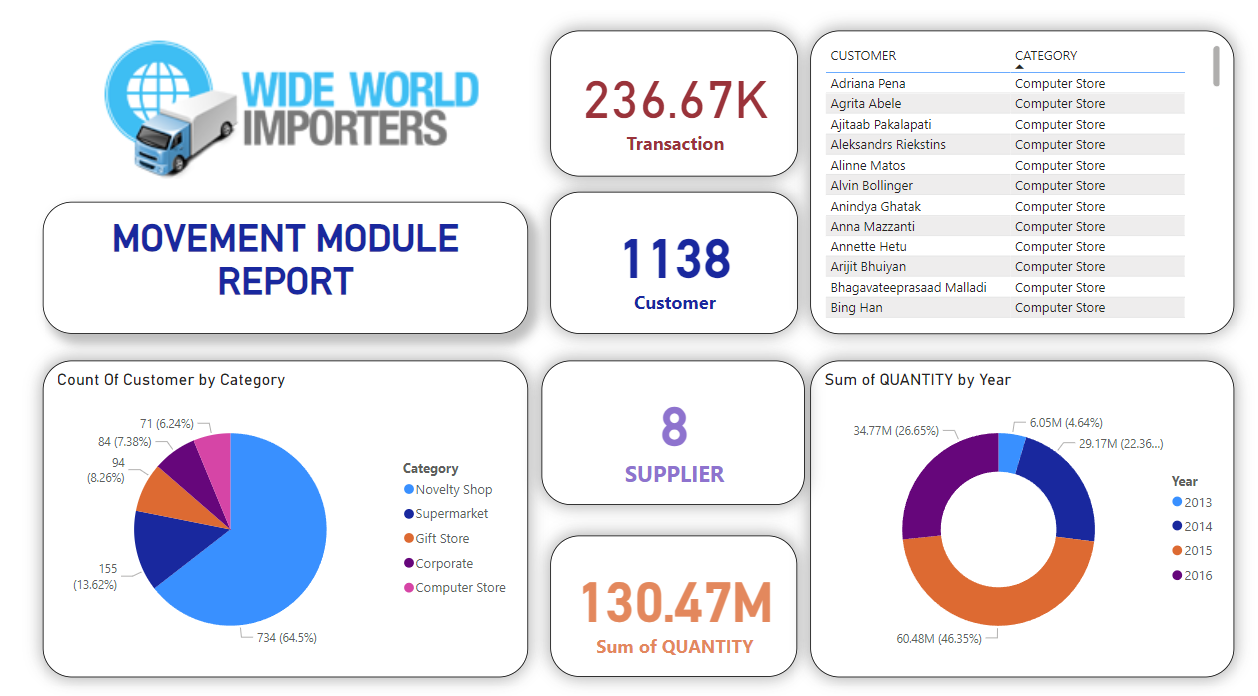 WIDE WORLD
IMPORTERS
MOVEMENT MODULE
REPORT
236.67K
Transaction
1138
Customer
CUSTOMER CATEGORY
Adriana Pena Computer Store
Agrita Abele Computer Store
Ajitaab Pakalapati Computer Store
Aleksandrs Riekstins Computer Store
Alinne Matos Computer Store
Alvin Bollinger Computer Store
Anindya Ghatak Computer Store
Anna Mazzanti Computer Store
Annette Hetu Computer Store
Arijit Bhuiyan Computer Store
Bhagavateeprasaad Malladi Computer Store
Bing Han Computer Store
Count Of Customer by Category
71 (6.24%)
84 (7.38%)
94
(8.26%)
155
(13.62%)
734 (64.5%)
Category
Novelty Shop
Supermarket
Gift Store
Corporate
Computer Store
8
SUPPLIER
130.47M
Sum of QUANTITY
Sum of QUANTITY by Year
6.05M (4.64%)
34.77M (26.65%)
29.17M (22.36...)
60.48M (46.35%)
Year
2013
2014
2015
2016